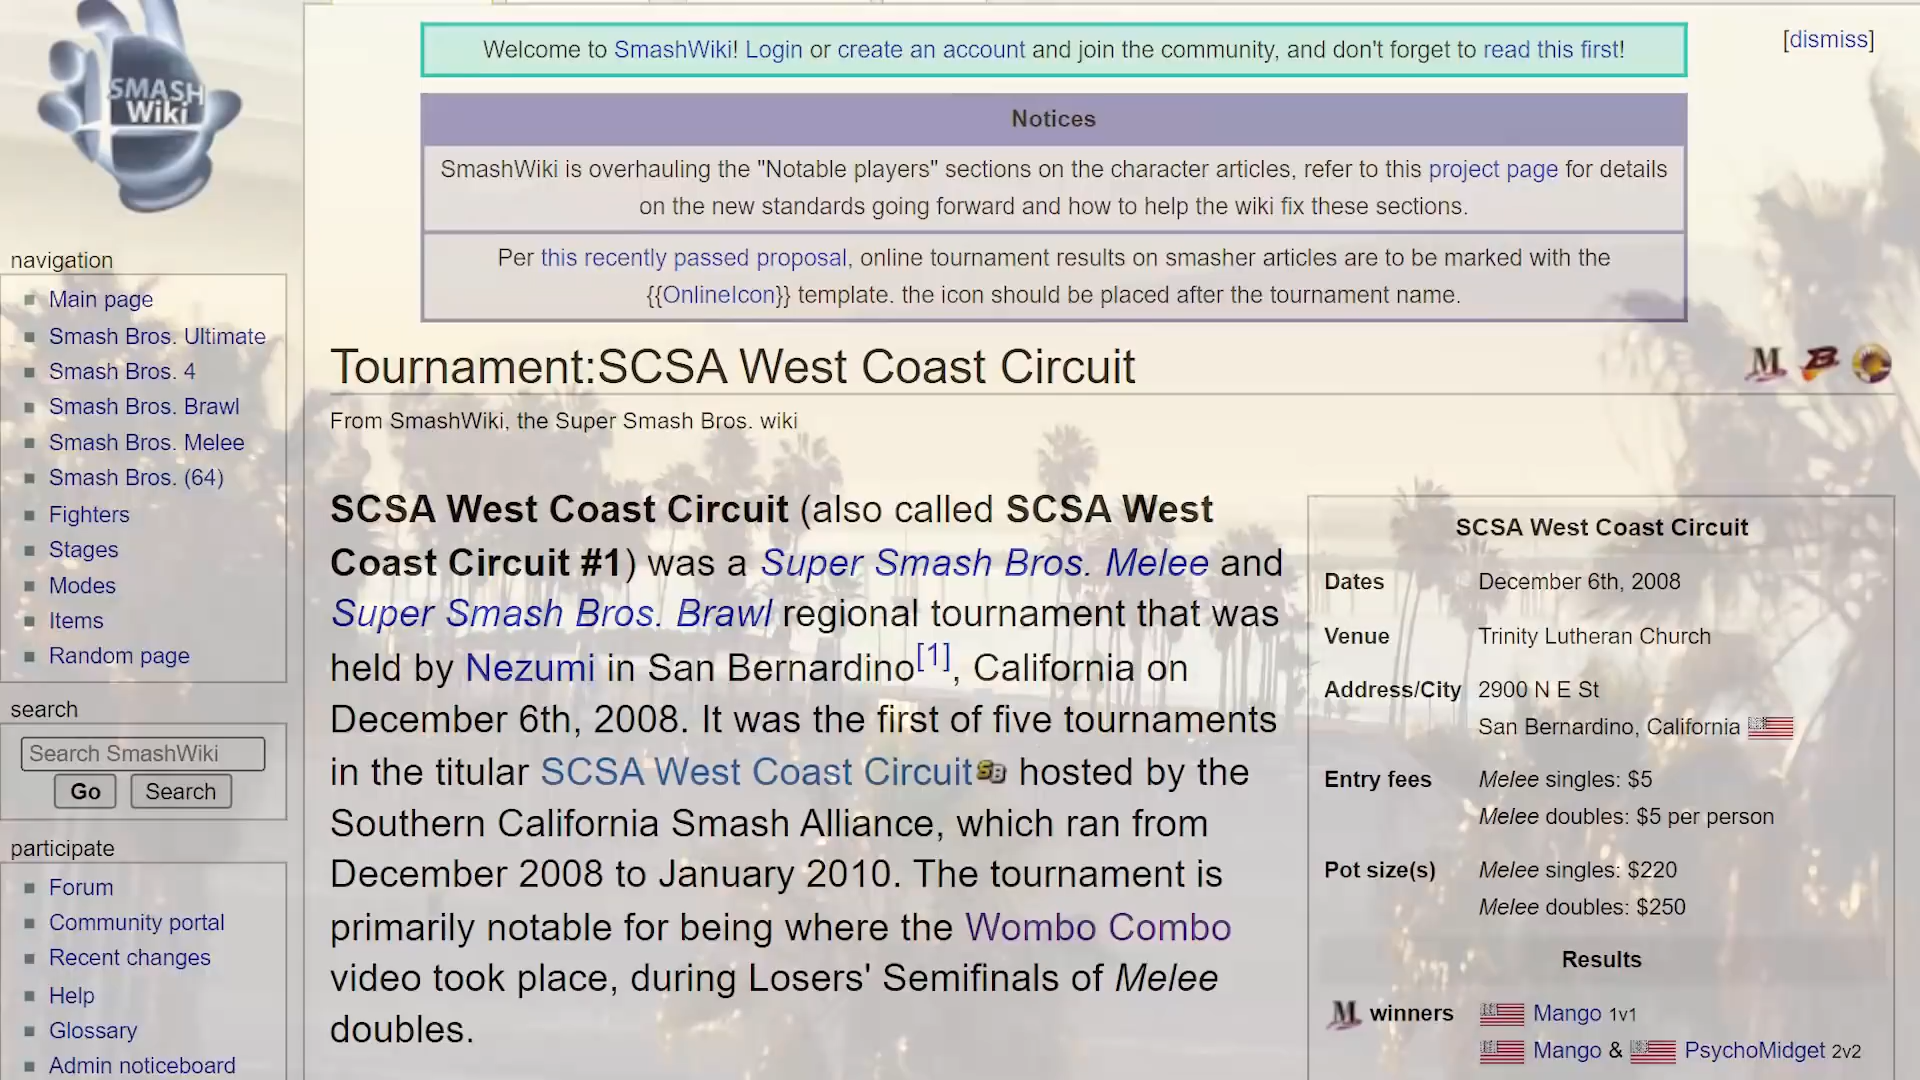 SMASH
Wiki
Welcome to SmashWiki! Login or create an account and join the community, and don't forget to read this first!
[dismiss]
Notices
SmashWiki is overhauling the "Notable players" sections on the character articles, refer to this project page for details
on the new standards going forward and how to help the wiki fix these sections.
Per this recently passed proposal, online tournament results on smasher articles are to be marked with the
{{OnlineIcon}} template. the icon should be placed after the tournament name.
navigation
Main page
Smash Bros. Ultimate
Smash Bros. 4
Smash Bros. Brawl
Smash Bros. Melee
Smash Bros. (64)
Fighters
Stages
Modes
Items
Random page
search
Search SmashWiki
Go
Search
participate
Forum
Community portal
Recent changes
Help
Glossary
Admin noticeboard
Tournament:SCSA West Coast Circuit
M B
From SmashWiki, the Super Smash Bros. wiki
SCSA West Coast Circuit (also called SCSA West
Coast Circuit #1) was a Super Smash Bros. Melee and
Super Smash Bros. Brawl regional tournament that was
held by Nezumi in San Bernardino[1], California on
December 6th, 2008. It was the first of five tournaments
in the titular SCSA West Coast Circuit SB hosted by the
Southern California Smash Alliance, which ran from
December 2008 to January 2010. The tournament is
primarily notable for being where the Wombo Combo
video took place, during Losers' Semifinals of Melee
doubles.
SCSA West Coast Circuit
Dates December 6th, 2008
Venue Trinity Lutheran Church
Address/City 2900 N E St
San Bernardino, California
Entry fees Melee singles: $5
Melee doubles: $5 per person
Pot size(s) Melee singles: $220
Melee doubles: $250
Results
M winners Mango 1v1
Mango & PsychoMidget 2v2